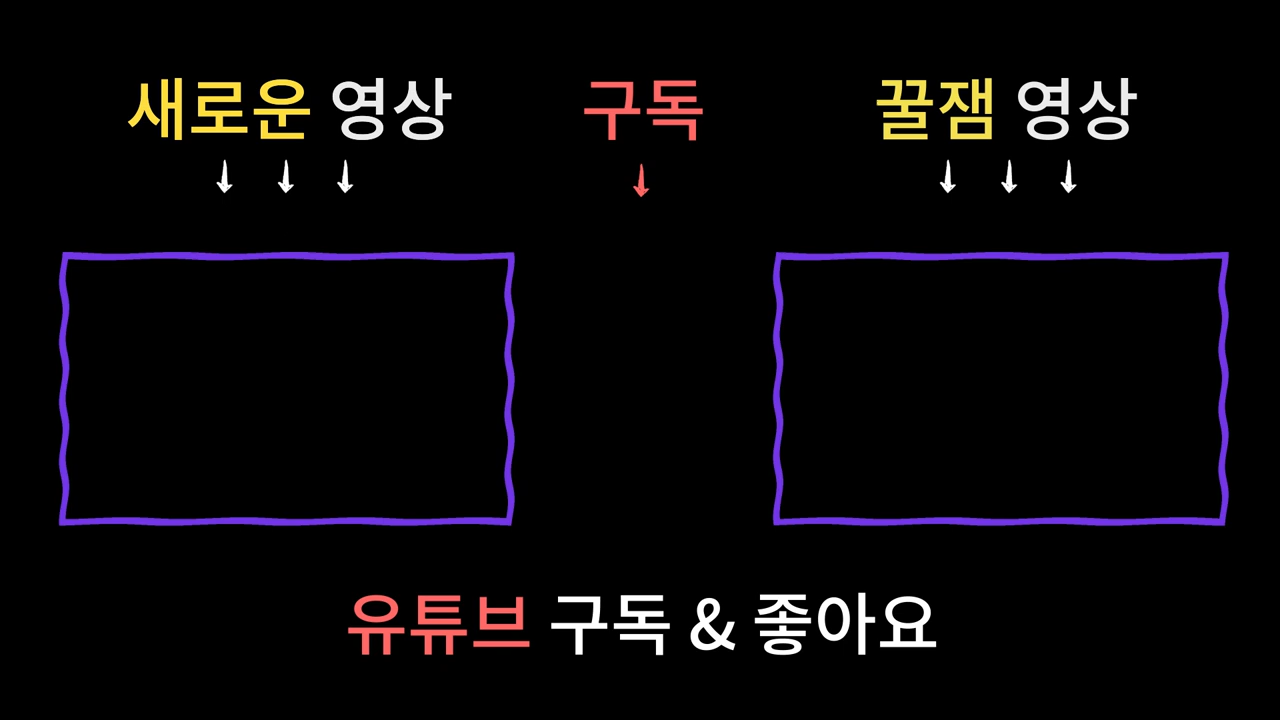 새로운 영상
구독
꿀잼 영상
유튜브 구독 & 좋아요